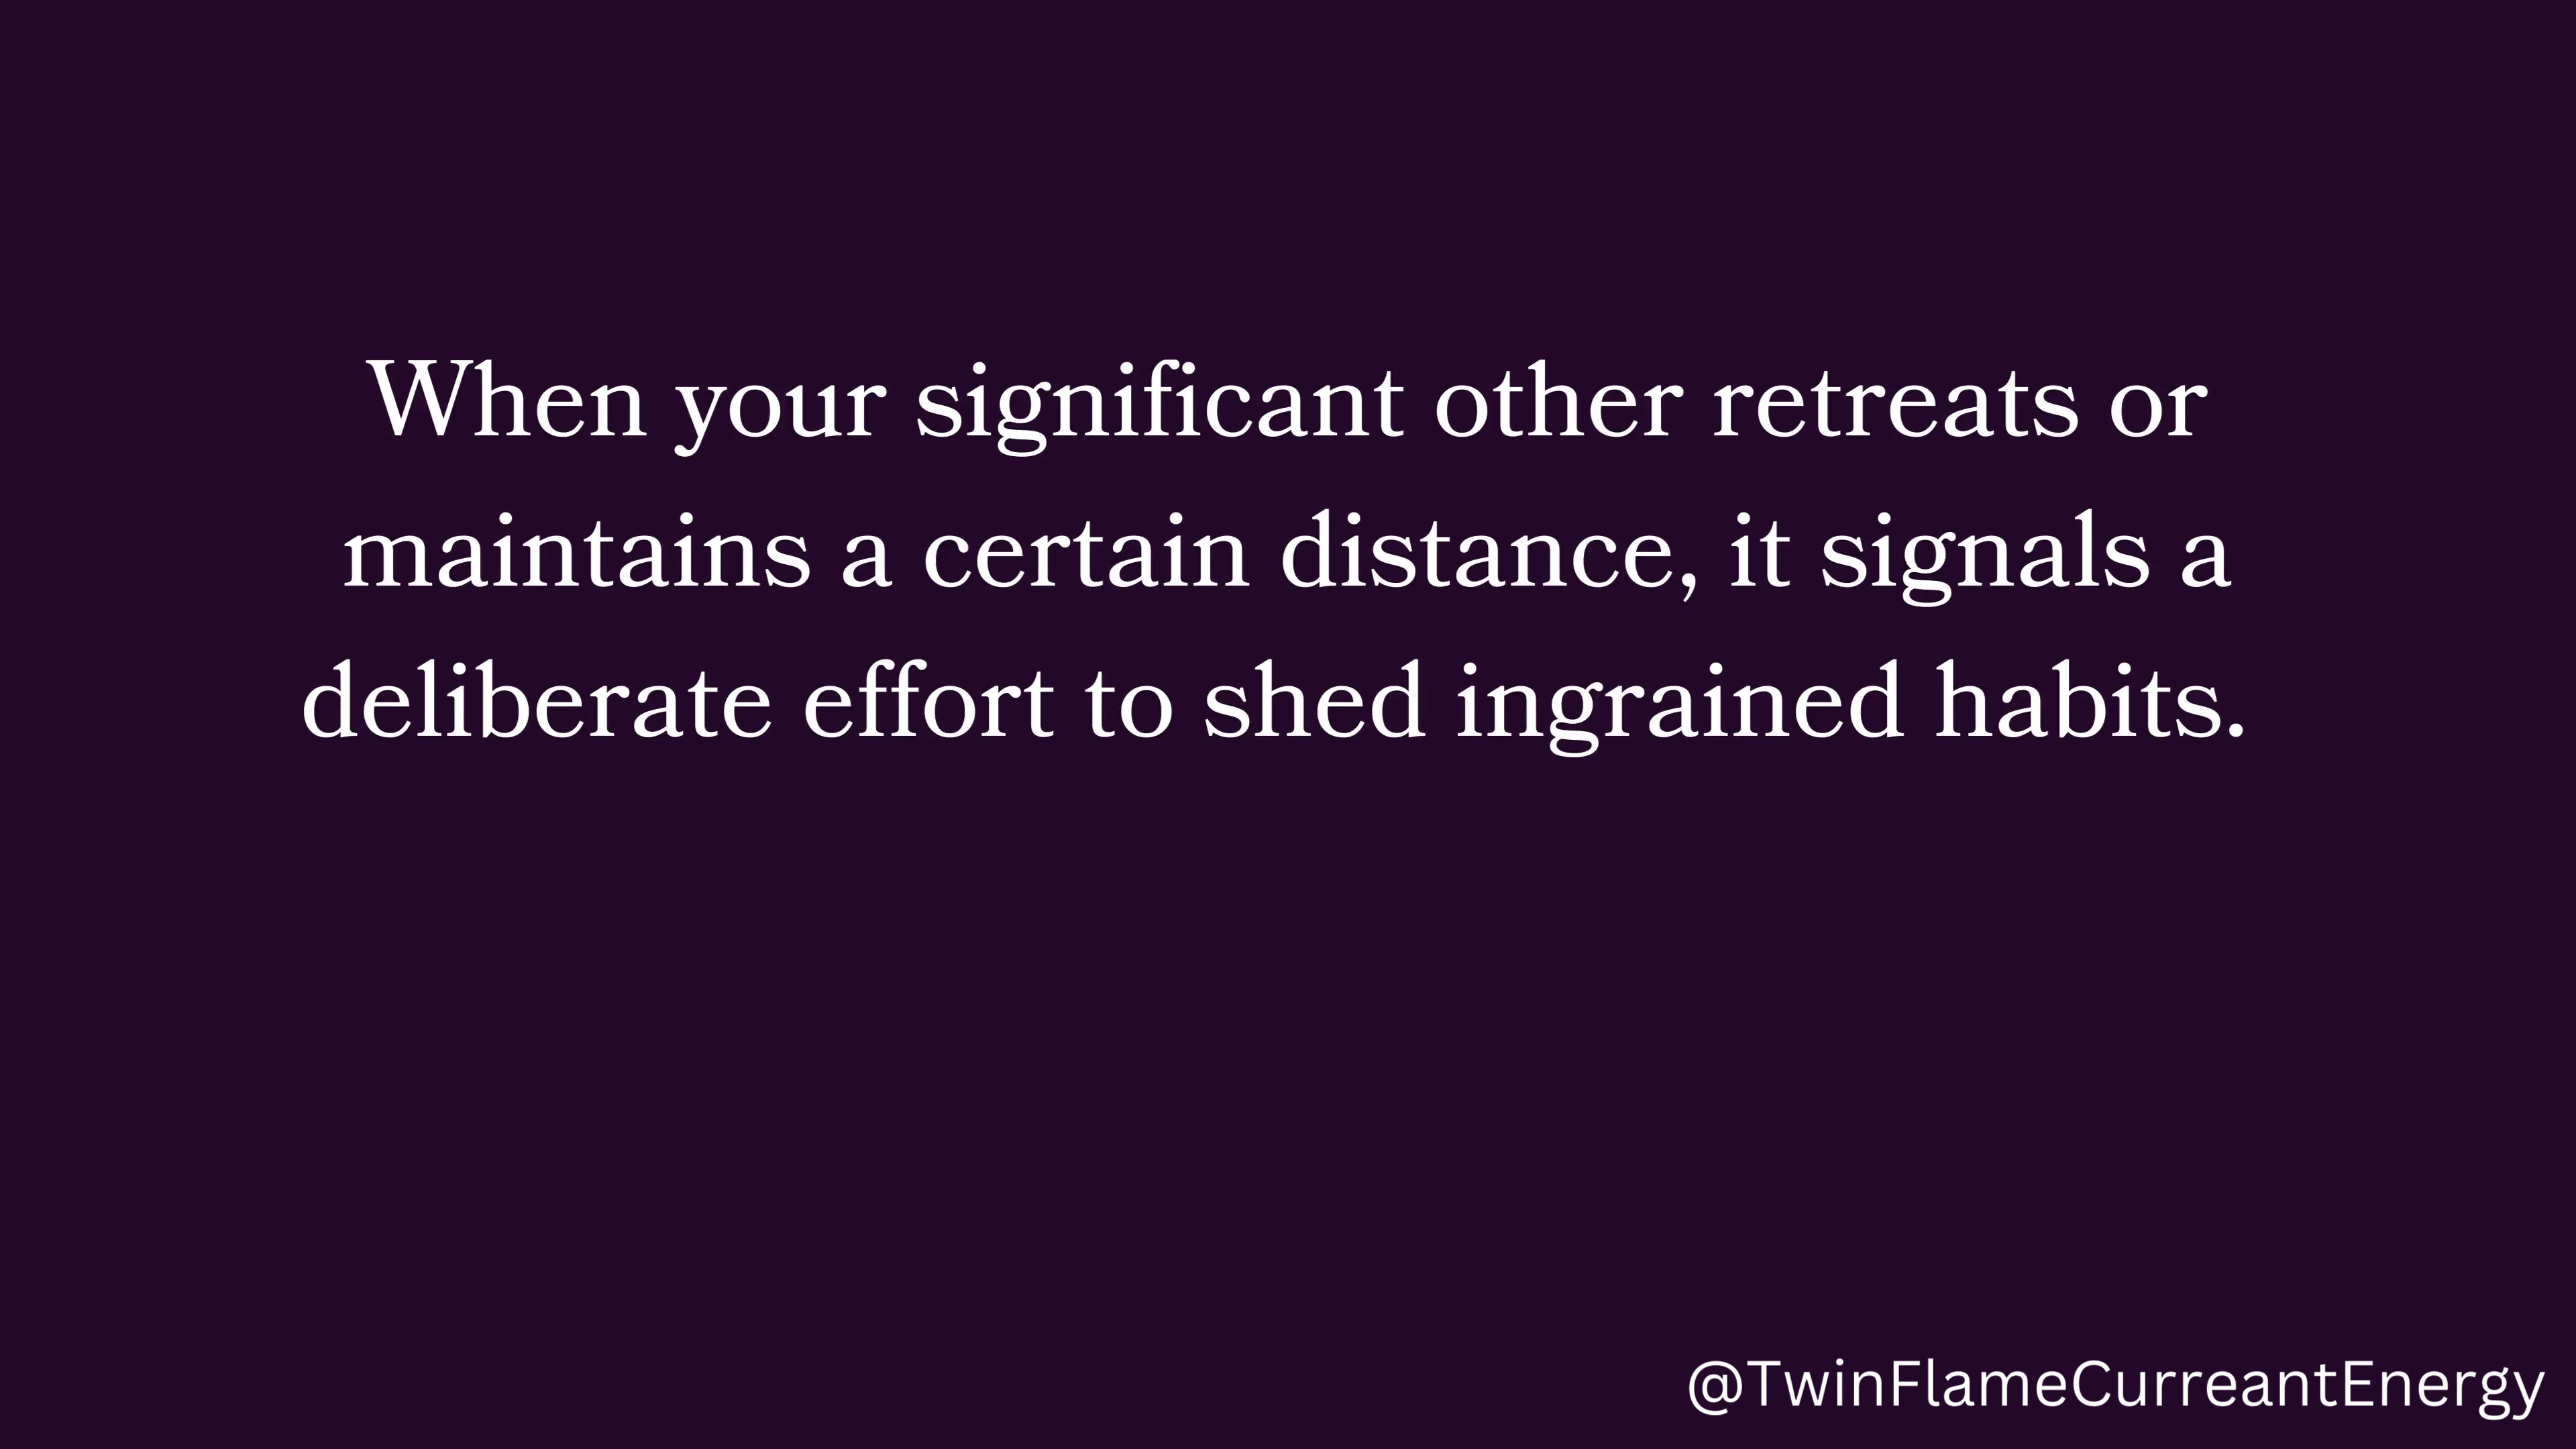 When your significant other retreats or
maintains a certain distance, it signals a
deliberate effort to shed ingrained habits.
@TwinFlameCurreantEnergy